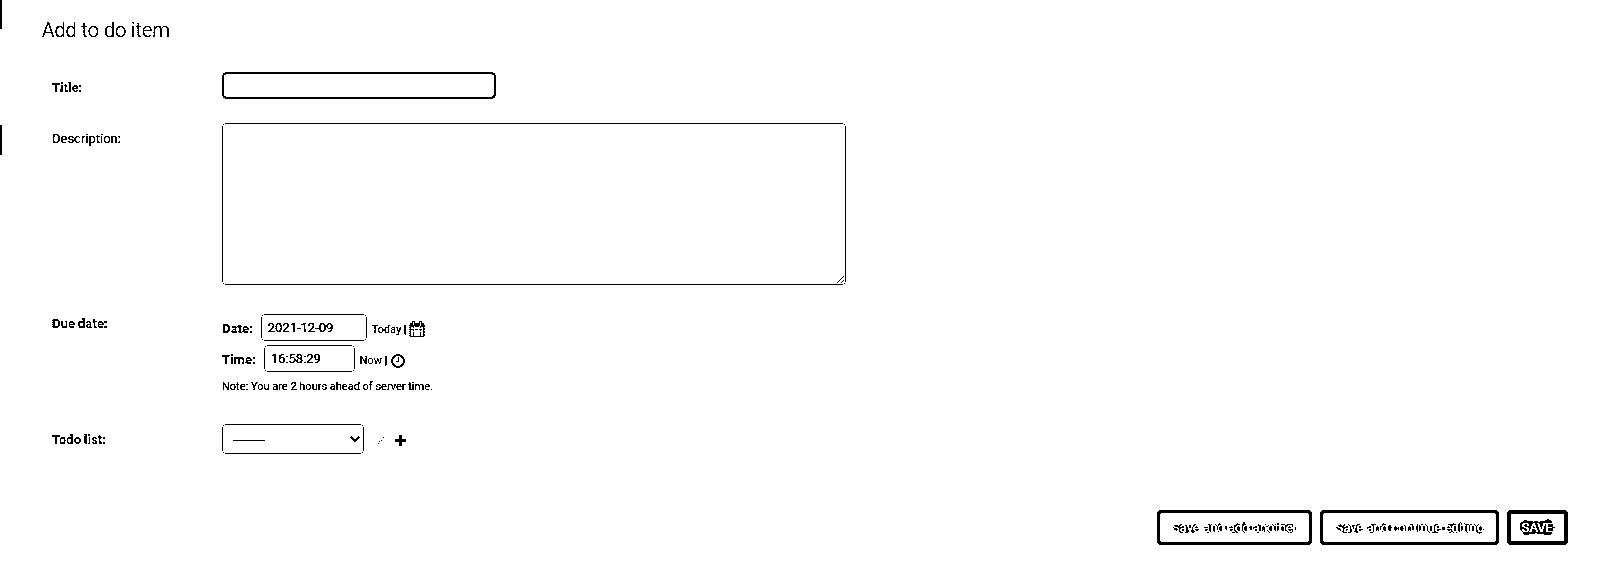 Add to do item
Title:
Description:
Due date:
Date: 2021-12-09 Today |
Time: 16:58:29 Now |
Note: You are 2 hours ahead of server time.
Todo list:
Save and add another Save and continue editing SAVE